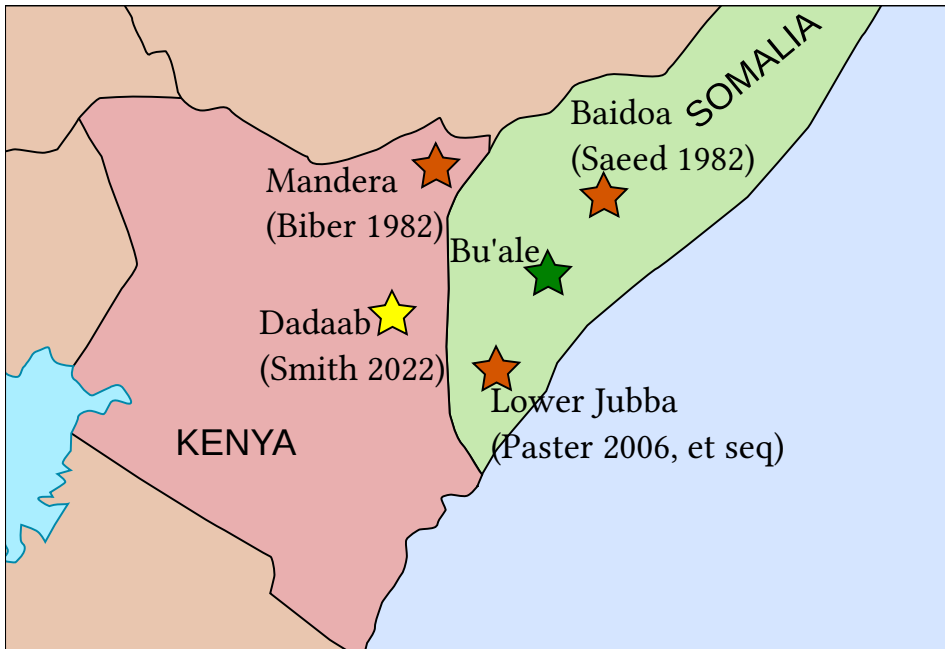 SOMALIA
Baidoa
(Saeed 1982)
Mandera
(Biber 1982)
Bu'ale
Dadaab
(Smith 2022)
Lower Jubba
(Paster 2006, et seq)
KENYA